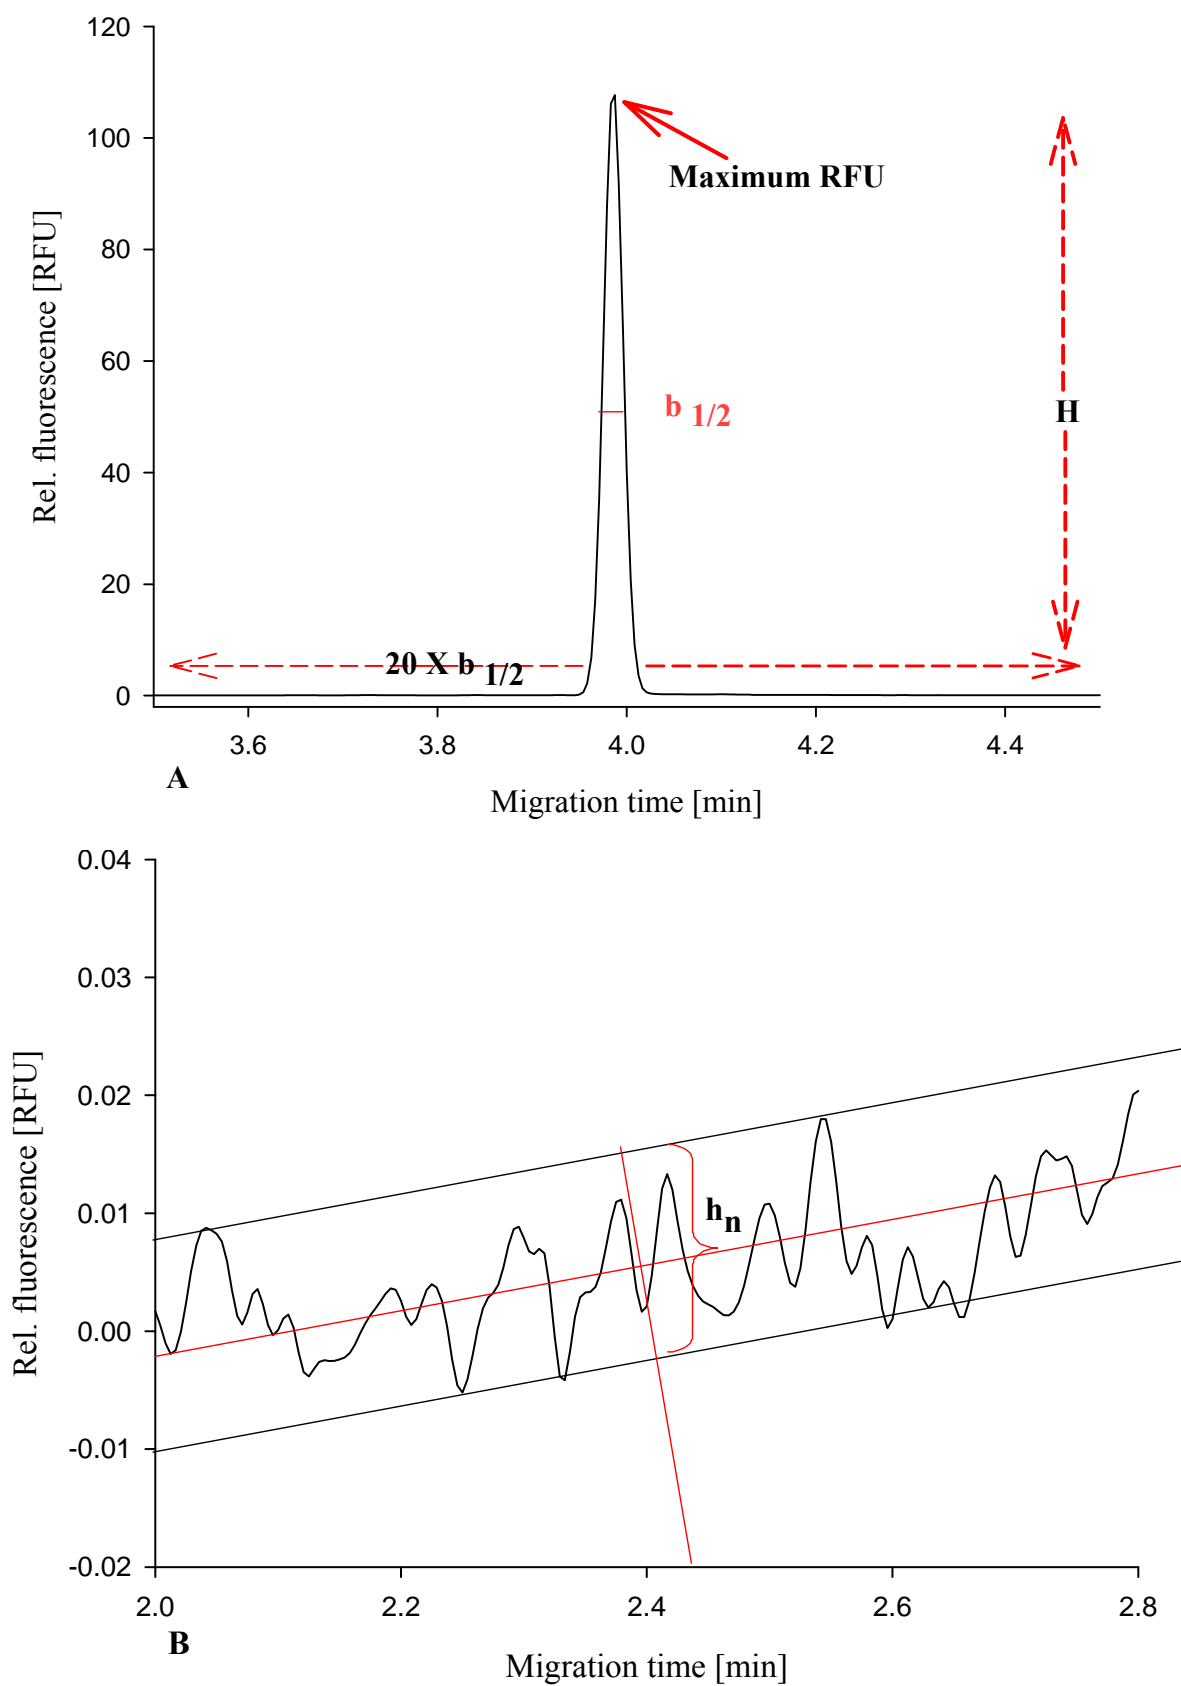 120
100
80
60
40
20
0
Rel. fluorescence [RFU]
Maximum RFU
b 1/2
H
20 X b 1/2
3.6 3.8 4.0 4.2 4.4
A
Migration time [min]
0.04
0.03
0.02
0.01
0.00
-0.01
-0.02
Rel. fluorescence [RFU]
hn
2.0 2.2 2.4 2.6 2.8
B
Migration time [min]